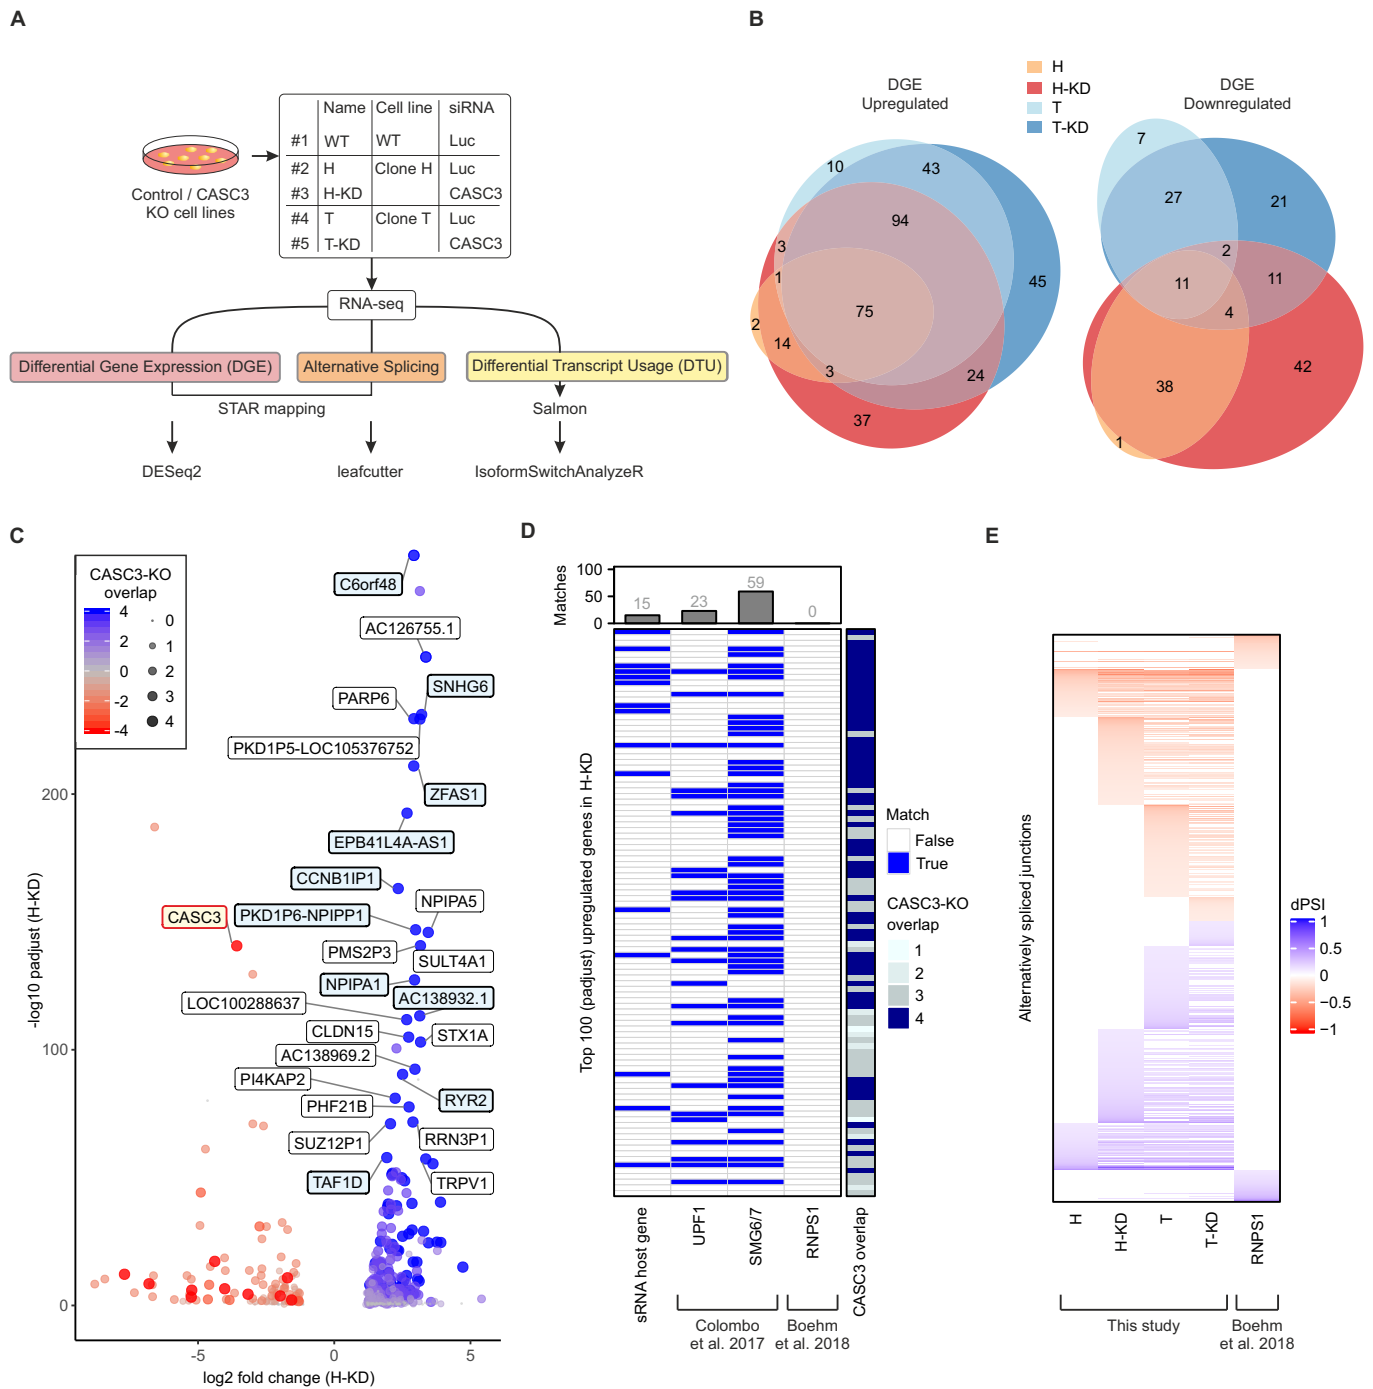 A
Name Cell line siRNA
#1 WT WT Luc
#2 H Clone H Luc
#3 H-KD CASC3
#4 T Clone T Luc
#5 T-KD CASC3
Control / CASC3
KO cell lines
RNA-seq
Differential Gene Expression (DGE)
Alternative Splicing
Differential Transcript Usage (DTU)
STAR mapping
Salmon
DESeq2
leafcutter
IsoformSwitchAnalyzeR
B
DGE
Upregulated
H
H-KD
T
T-KD
DGE
Downregulated
10
43
94
3
1
75
45
2
14
3
24
37
7
27
21
2
11
11
4
42
38
1
C
CASC3-KO
overlap
4
2
0
-2
-4
0
1
2
3
4
C6orf48
AC126755.1
SNHG6
PARP6
PKD1P5-LOC105376752
ZFAS1
EPB41L4A-AS1
CCNB1IP1
NPIPA5
CASC3
PKD1P6-NPIPP1
PMS2P3
SULT4A1
NPIPA1
AC138932.1
LOC100288637
CLDN15
STX1A
AC138969.2
PI4KAP2
RYR2
PHF21B
SUZ12P1
RRN3P1
TAF1D
TRPV1
200
100
0
-log10 padjust (H-KD)
-5
0
5
log2 fold change (H-KD)
D
Matches
100
50
0
15
23
59
0
Top 100 (padjust) upregulated genes in H-KD
Match
False
True
CASC3-KO
overlap
1
2
3
4
sRNA host gene
UPF1
SMG6/7
RNPS1
CASC3 overlap
Colombo
et al. 2017
Boehm
et al. 2018
E
Alternatively spliced junctions
dPSI
1
0.5
0
−0.5
−1
H
H-KD
T
T-KD
RNPS1
This study
Boehm
et al. 2018